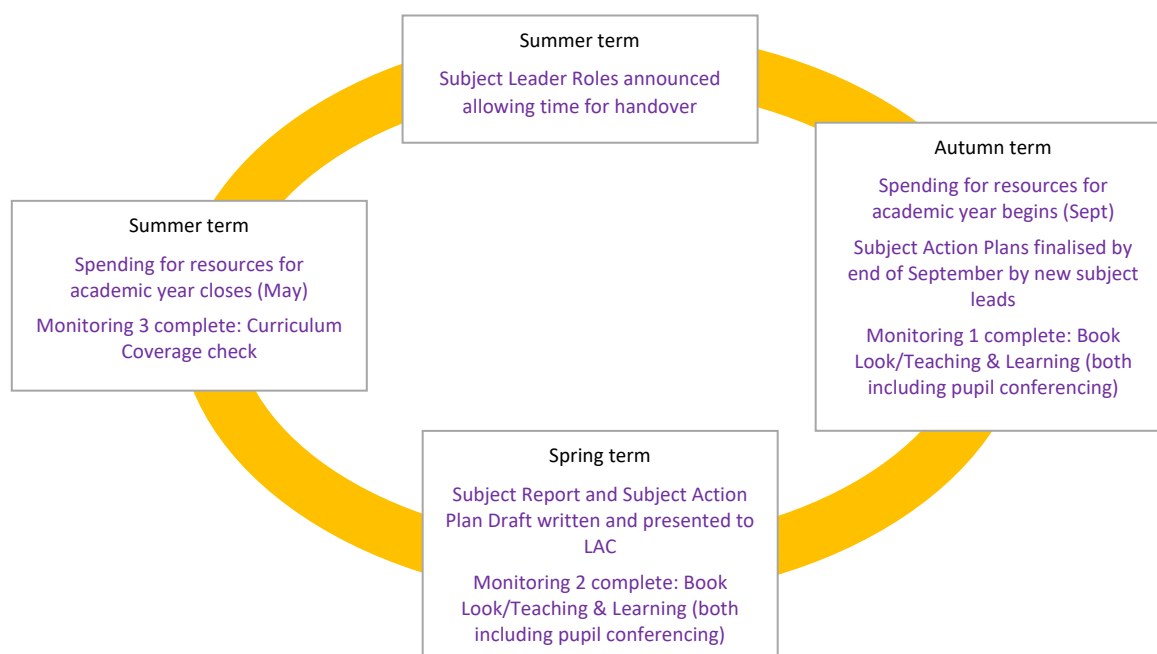 Summer term
Subject Leader Roles announced
allowing time for handover
Autumn term
Spending for resources for
academic year begins (Sept)
Subject Action Plans finalised by
end of September by new subject
leads
Monitoring 1 complete: Book
Look/Teaching & Learning (both
including pupil conferencing)
Spring term
Subject Report and Subject Action
Plan Draft written and presented to
LAC
Monitoring 2 complete: Book
Look/Teaching & Learning (both
including pupil conferencing)
Summer term
Spending for resources for
academic year closes (May)
Monitoring 3 complete: Curriculum
Coverage check